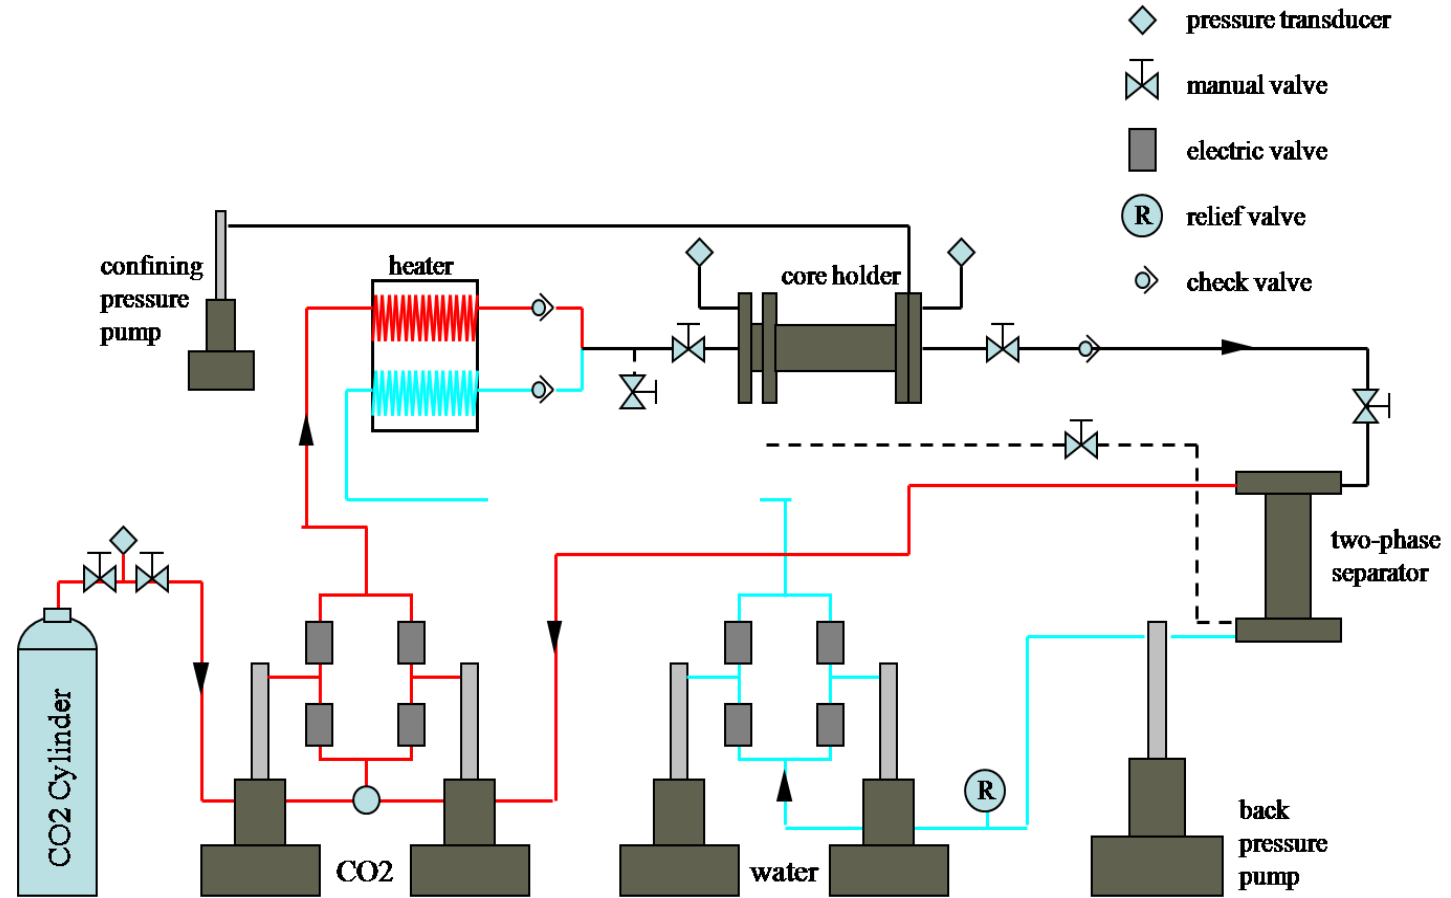 pressure transducer
manual valve
electric valve
R
relief valve
check valve
confining
pressure
pump
heater
core holder
two-phase
separator
CO2 Cylinder
CO2
water
R
back
pressure
pump